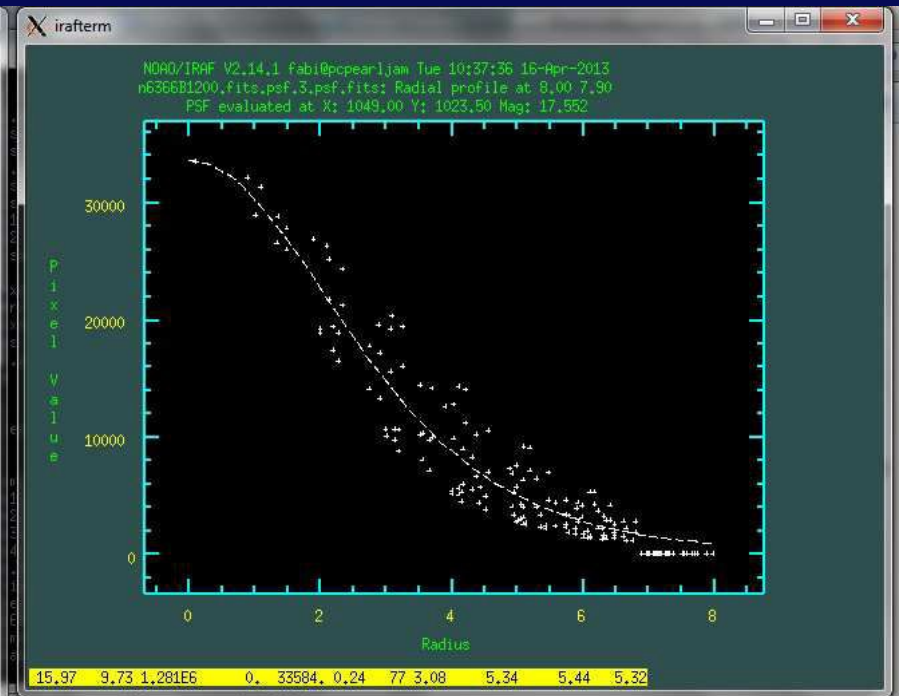 irafterm
NOAO/IRAF V2.14.1 fabi@pcpearljam Tue 10:37:36 16-Apr-2013
n6366B1200.fits.psf.3.psf.fits: Radial profile at 8.00 7.90
PSF evaluated at X: 1049.00 Y: 1023.50 Mag: 17.552
30000
20000
10000
0
Pixel Value
0 2 4 6 8
Radius
15.97 9.73 1.281E6 0. 33584. 0.24 77 3.08 5.34 5.44 5.32